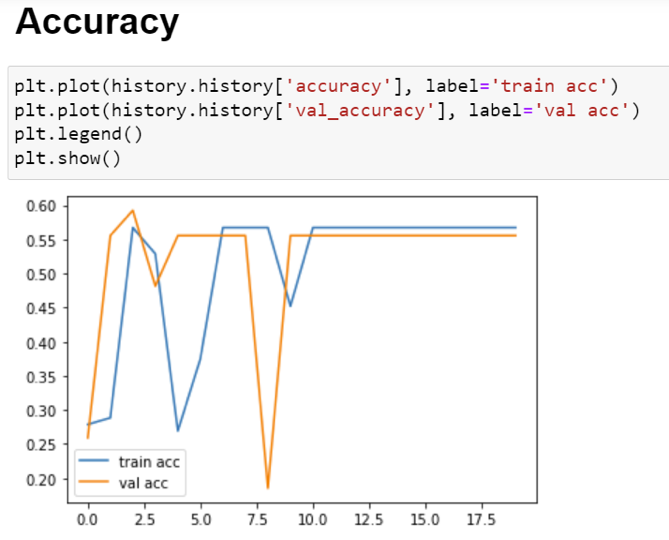 Accuracy
plt.plot(history.history['accuracy'], label='train acc')
plt.plot(history.history['val_accuracy'], label='val acc')
plt.legend()
plt.show()
0.60
0.55
0.50
0.45
0.40
0.35
0.30
0.25
0.20
train acc
val acc
0.0 2.5 5.0 7.5 10.0 12.5 15.0 17.5